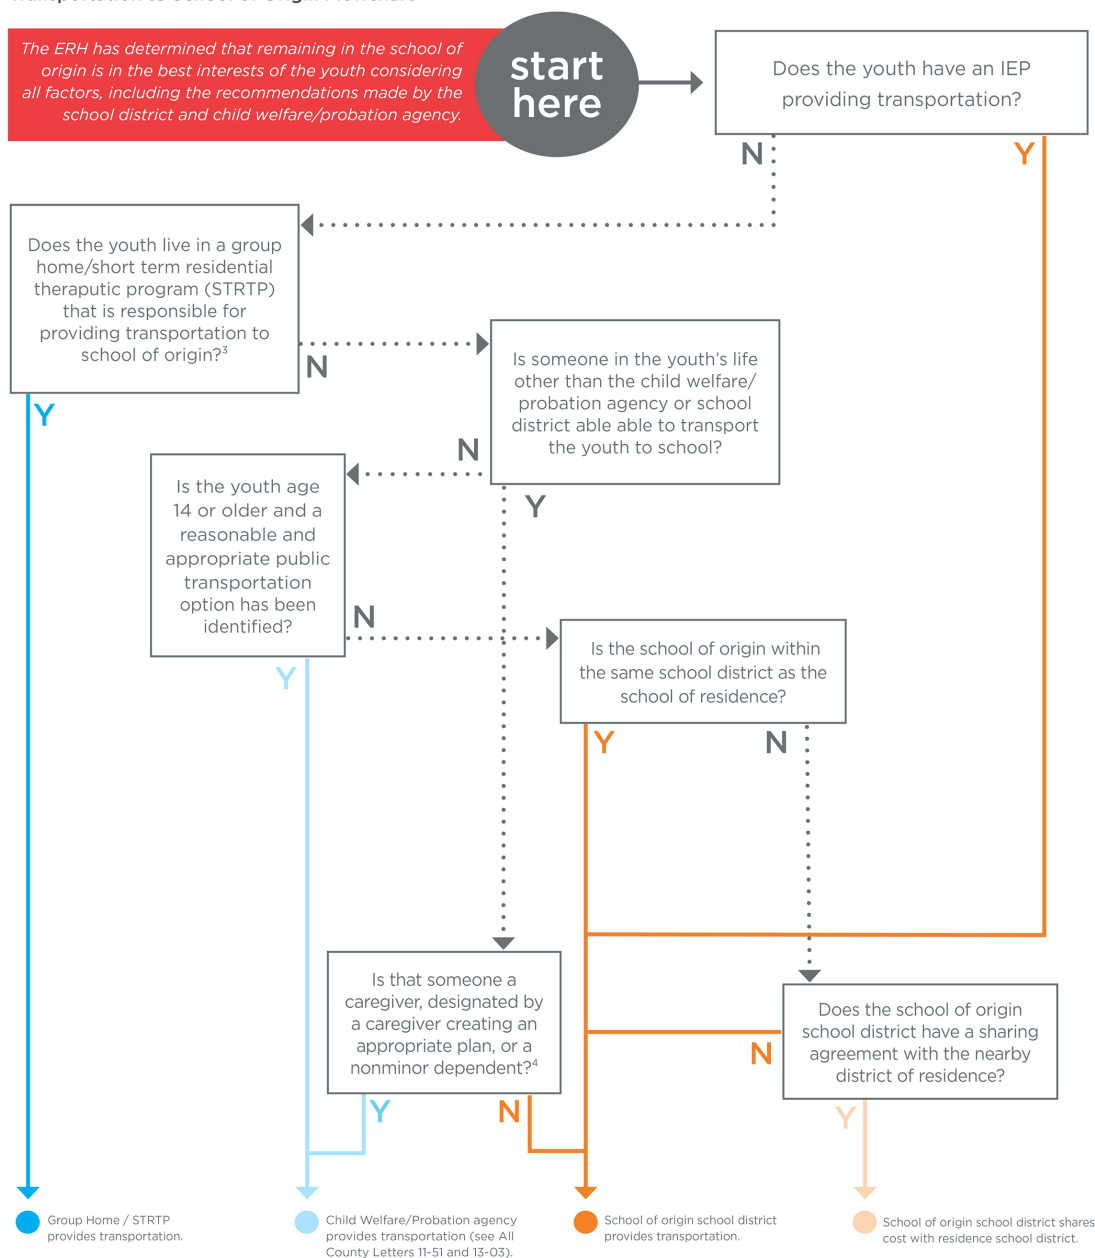 Transportation to School of Origin Flowchart
The ERH has determined that remaining in the school of
origin is in the best interests of the youth considering
all factors, including the recommendations made by the
school district and child welfare/probation agency.
start
here
Does the youth have an IEP
providing transportation?
N
Y
Does the youth live in a group
home/short term residential
theraputic program (STRTP)
that is responsible for
providing transportation to
school of origin?³
N
Y
Is someone in the youth's life
other than the child welfare/
probation agency or school
district able able to transport
the youth to school?
N
Y
Is the youth age
14 or older and a
reasonable and
appropriate public
transportation
option has been
identified?
N
Y
Is the school of origin within
the same school district as the
school of residence?
Y
N
Is that someone a
caregiver, designated by
a caregiver creating an
appropriate plan, or a
nonminor dependent?⁴
Y
N
Does the school of origin
school district have a sharing
agreement with the nearby
district of residence?
N
Y
Group Home / STRTP
provides transportation.
Child Welfare/Probation agency
provides transportation (see All
County Letters 11-51 and 13-03).
School of origin school district
provides transportation.
School of origin school district shares
cost with residence school district.